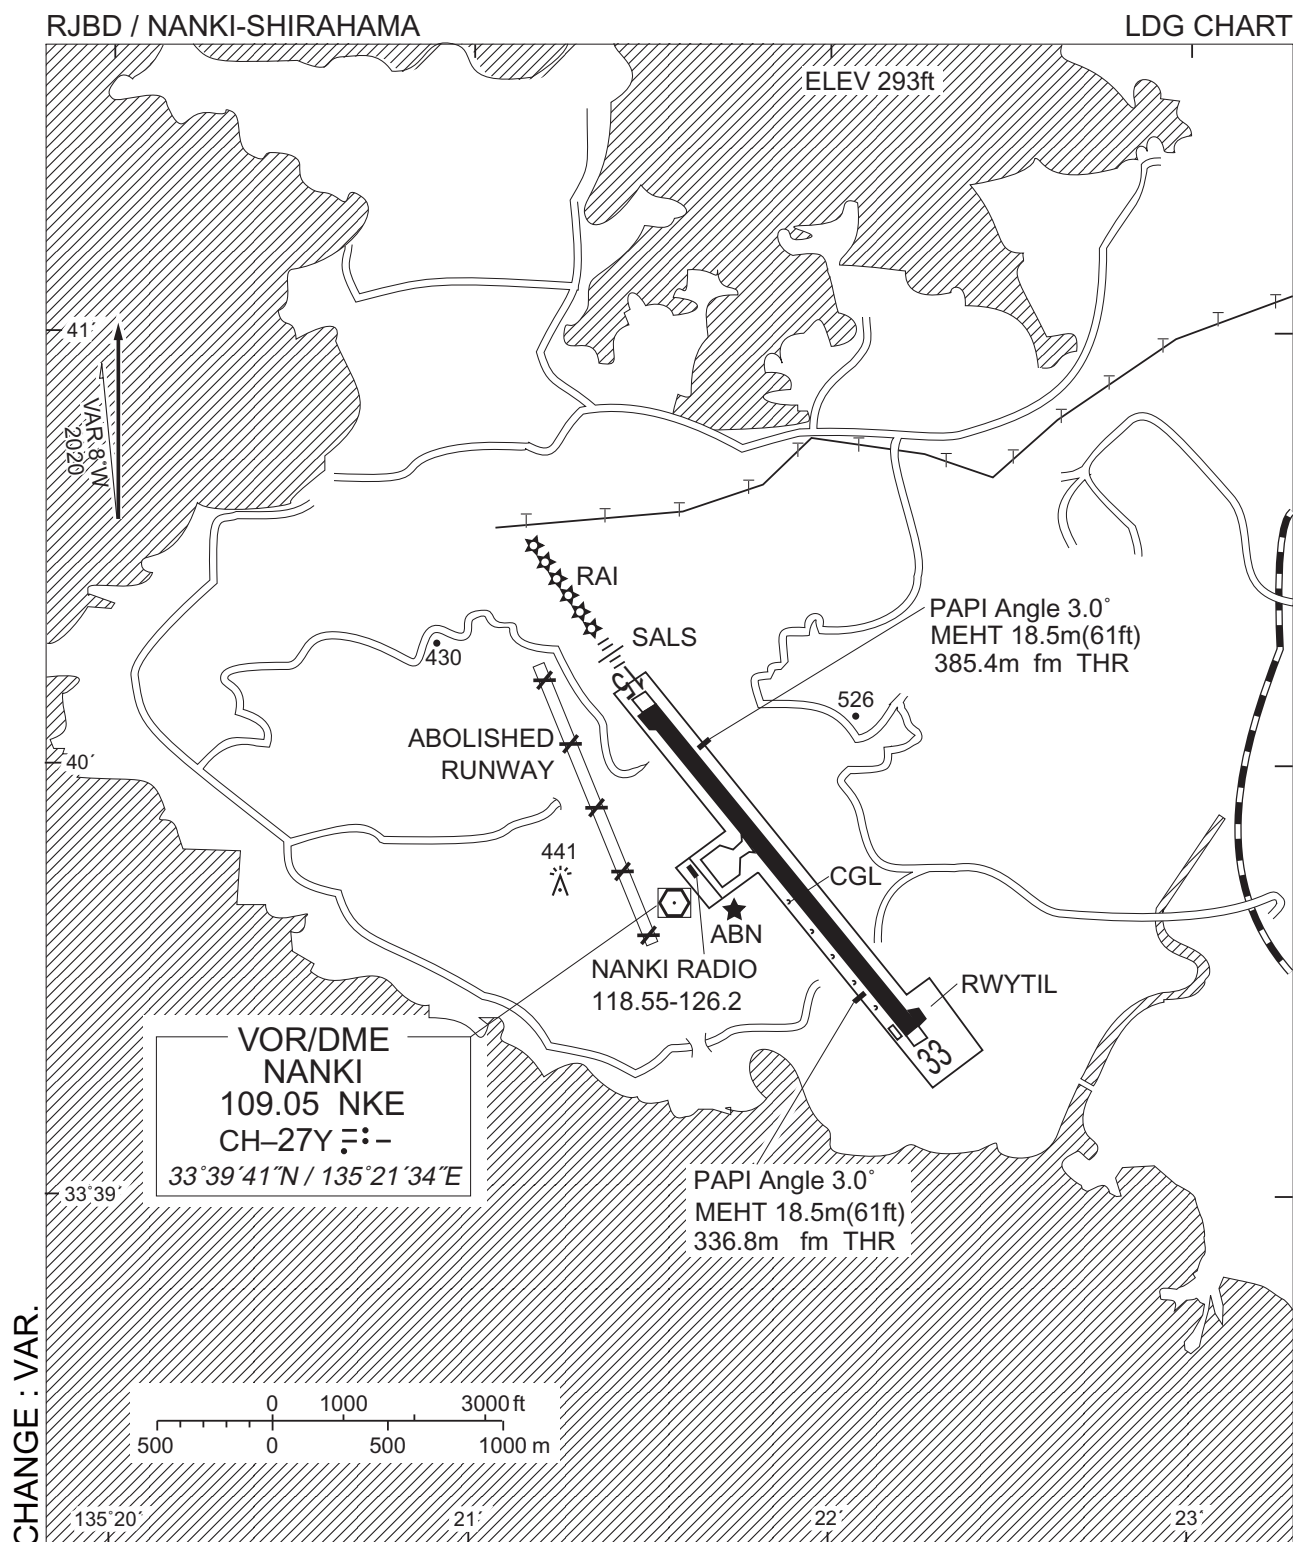 RJBD / NANKI-SHIRAHAMA
LDG CHART
ELEV 293ft
41´
VAR 8˚W
2020
RAI
SALS
PAPI Angle 3.0˚
MEHT 18.5m(61ft)
385.4m fm THR
430
15
526
ABOLISHED
RUNWAY
40´
441
CGL
ABN
NANKI RADIO
118.55-126.2
RWYTIL
33
VOR/DME
NANKI
109.05 NKE
CH–27Y
33˚39´41˝N / 135˚21´34˝E
33˚39´
PAPI Angle 3.0˚
MEHT 18.5m(61ft)
336.8m fm THR
CHANGE : VAR.
0 1000 3000 ft
500 0 500 1000 m
135˚20´
21´
22´
23´